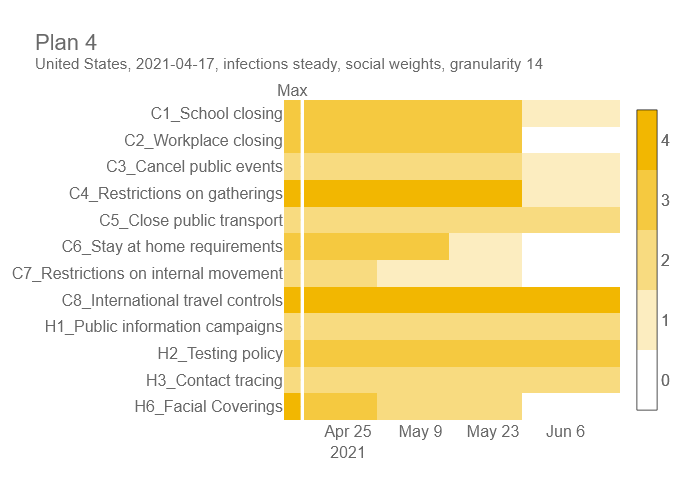 Plan 4
United States, 2021-04-17, infections steady, social weights, granularity 14
Max
C1_School closing
C2_Workplace closing
C3_Cancel public events
C4_Restrictions on gatherings
C5_Close public transport
C6_Stay at home requirements
C7_Restrictions on internal movement
C8_International travel controls
H1_Public information campaigns
H2_Testing policy
H3_Contact tracing
H6_Facial Coverings
4
3
2
1
0
Apr 25 May 9 May 23 Jun 6
2021